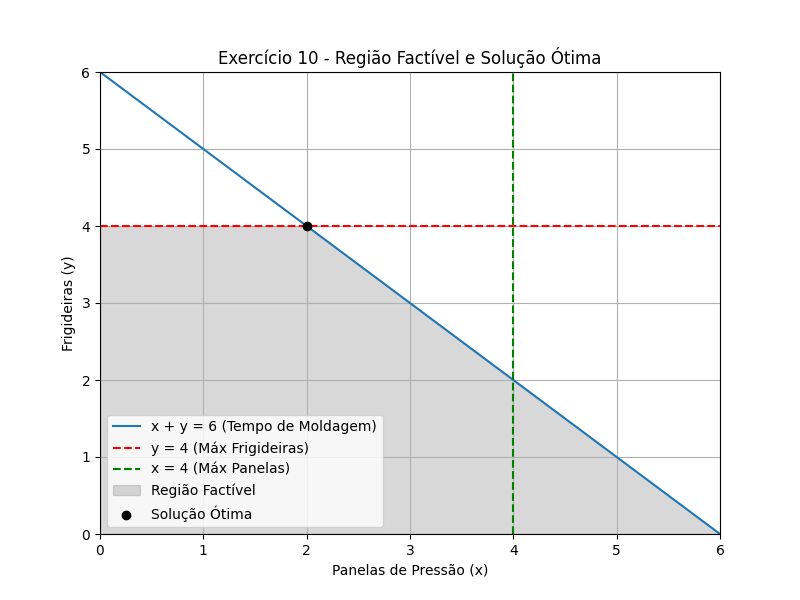 Exercício 10 - Região Factível e Solução Ótima
6
5
4
3
2
1
0
Frigideiras (y)
x + y = 6 (Tempo de Moldagem)
y = 4 (Máx Frigideiras)
x = 4 (Máx Panelas)
Região Factível
Solução Ótima
0 1 2 3 4 5 6
Panelas de Pressão (x)